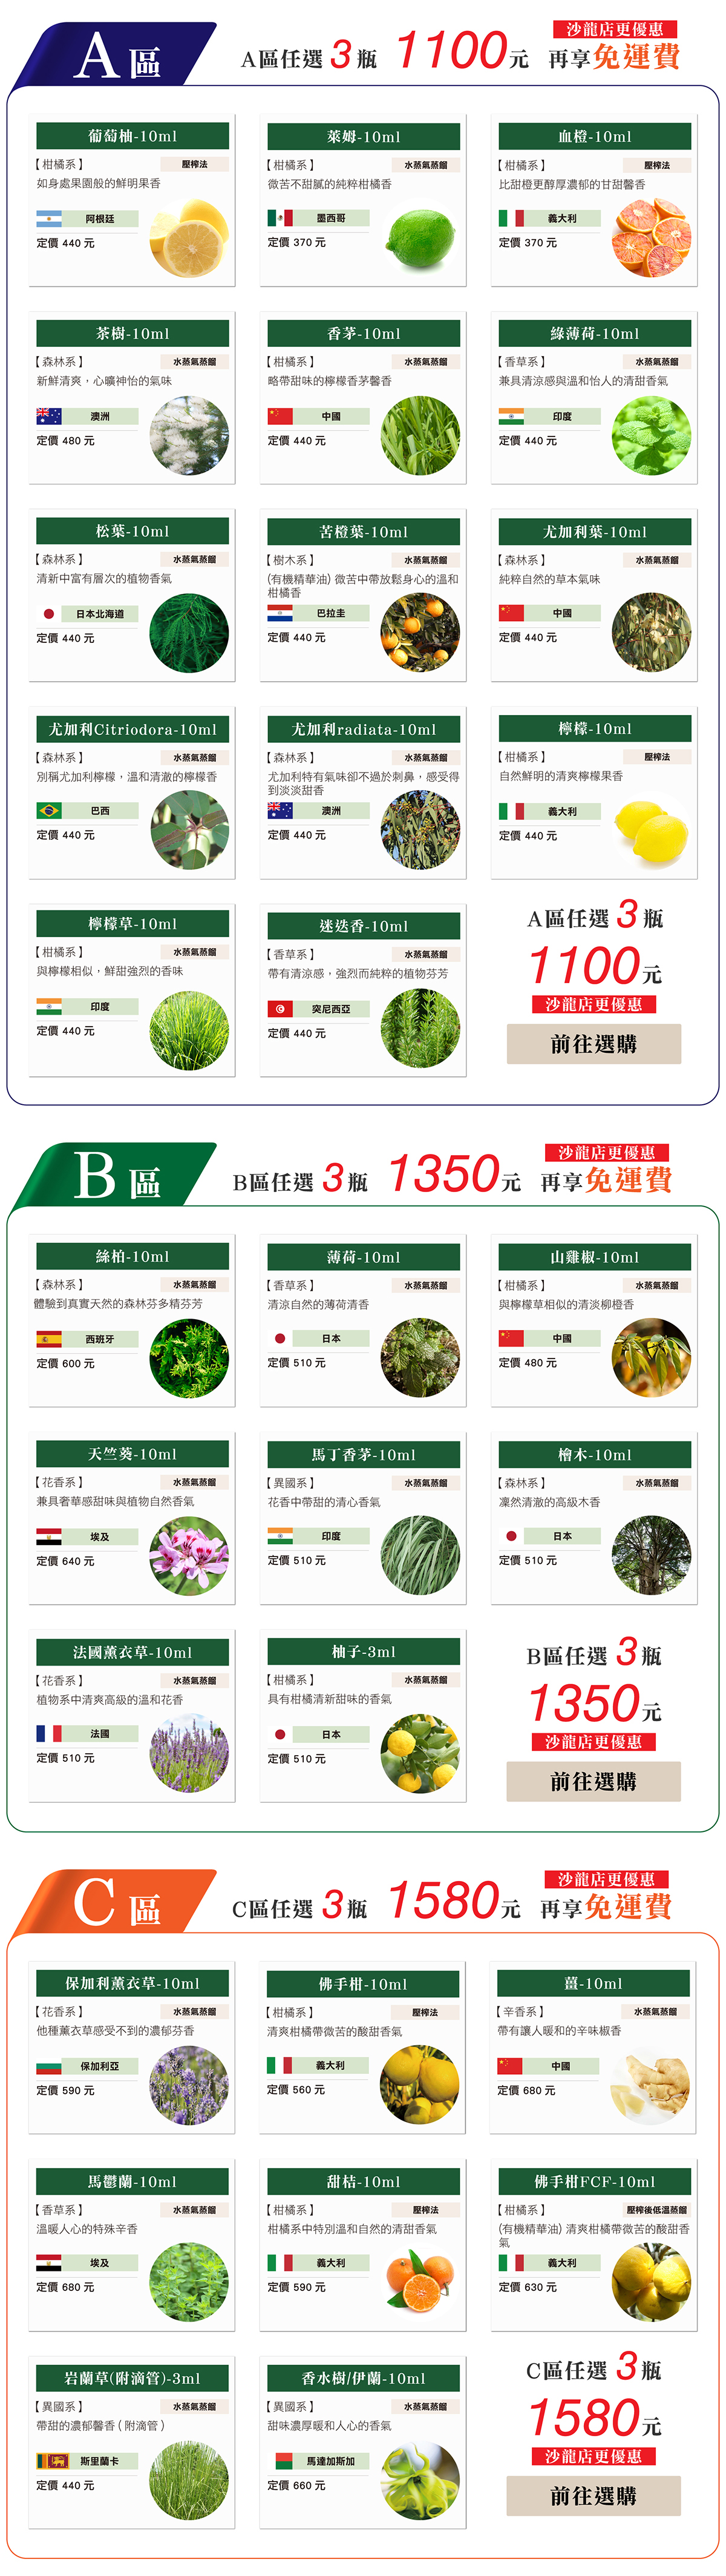 A區
A區任選 3 瓶 1100元
沙龍店更優惠
再享免運費
葡萄柚-10ml
【柑橘系】
壓榨法
如身處果園般的鮮明果香
阿根廷
定價 440 元
萊姆-10ml
【柑橘系】
水蒸氣蒸餾
微苦不甜膩的純粹柑橘香
墨西哥
定價 370 元
血橙-10ml
【柑橘系】
壓榨法
比甜橙更醇厚濃郁的甘甜馨香
義大利
定價 370 元
茶樹-10ml
【森林系】
水蒸氣蒸餾
新鮮清爽，心曠神怡的氣味
澳洲
定價 480 元
香茅-10ml
【柑橘系】
水蒸氣蒸餾
略帶甜味的檸檬香茅馨香
中國
定價 440 元
綠薄荷-10ml
【香草系】
水蒸氣蒸餾
兼具清涼感與溫和怡人的清甜香氣
印度
定價 440 元
松葉-10ml
【森林系】
水蒸氣蒸餾
清新中富有層次的植物香氣
日本北海道
定價 440 元
苦橙葉-10ml
【樹木系】
水蒸氣蒸餾
(有機精華油) 微苦中帶放鬆身心的溫和
柑橘香
巴拉圭
定價 440 元
尤加利葉-10ml
【森林系】
水蒸氣蒸餾
純粹自然的草本氣味
中國
定價 440 元
尤加利Citriodora-10ml
【森林系】
水蒸氣蒸餾
別稱尤加利檸檬，溫和清澈的檸檬香
巴西
定價 440 元
尤加利radiata-10ml
【森林系】
水蒸氣蒸餾
尤加利特有氣味卻不過於刺鼻，感受得
到淡淡甜香
澳洲
定價 440 元
檸檬-10ml
【柑橘系】
壓榨法
自然鮮明的清爽檸檬果香
義大利
定價 440 元
檸檬草-10ml
【柑橘系】
水蒸氣蒸餾
與檸檬相似，鮮甜強烈的香味
印度
定價 440 元
迷迭香-10ml
【香草系】
水蒸氣蒸餾
帶有清涼感，強烈而純粹的植物芬芳
突尼西亞
定價 440 元
A區任選 3 瓶
1100元
沙龍店更優惠
前往選購
B區
B區任選 3 瓶 1350元
沙龍店更優惠
再享免運費
絲柏-10ml
【森林系】
水蒸氣蒸餾
體驗到真實天然的森林芬多精芬芳
西班牙
定價 600 元
薄荷-10ml
【香草系】
水蒸氣蒸餾
清涼自然的薄荷清香
日本
定價 510 元
山雞椒-10ml
【柑橘系】
水蒸氣蒸餾
與檸檬草相似的清淡柳橙香
中國
定價 480 元
天竺葵-10ml
【花香系】
水蒸氣蒸餾
兼具奢華感甜味與植物自然香氣
埃及
定價 640 元
馬丁香茅-10ml
【異國系】
水蒸氣蒸餾
花香中帶甜的清心香氣
印度
定價 510 元
檜木-10ml
【森林系】
水蒸氣蒸餾
凜然清澈的高級木香
日本
定價 510 元
法國薰衣草-10ml
【花香系】
水蒸氣蒸餾
植物系中清爽高級的溫和花香
法國
定價 510 元
柚子-3ml
【柑橘系】
水蒸氣蒸餾
具有柑橘清新甜味的香氣
日本
定價 510 元
B區任選 3 瓶
1350元
沙龍店更優惠
前往選購
C區
C區任選 3 瓶 1580元
沙龍店更優惠
再享免運費
保加利薰衣草-10ml
【花香系】
水蒸氣蒸餾
他種薰衣草感受不到的濃郁芬香
保加利亞
定價 590 元
佛手柑-10ml
【柑橘系】
壓榨法
清爽柑橘帶微苦的酸甜香氣
義大利
定價 560 元
薑-10ml
【辛香系】
水蒸氣蒸餾
帶有讓人暖和的辛味椒香
中國
定價 680 元
馬鬱蘭-10ml
【香草系】
水蒸氣蒸餾
溫暖人心的特殊辛香
埃及
定價 680 元
甜桔-10ml
【柑橘系】
壓榨法
柑橘系中特別溫和自然的清甜香氣
義大利
定價 590 元
佛手柑FCF-10ml
【柑橘系】
壓榨後低溫蒸餾
(有機精華油) 清爽柑橘帶微苦的酸甜香
氣
義大利
定價 630 元
岩蘭草(附滴管)-3ml
【異國系】
水蒸氣蒸餾
帶甜的濃郁馨香 ( 附滴管 )
斯里蘭卡
定價 440 元
香水樹/伊蘭-10ml
【異國系】
水蒸氣蒸餾
甜味濃厚暖和人心的香氣
馬達加斯加
定價 660 元
C區任選 3 瓶
1580元
沙龍店更優惠
前往選購